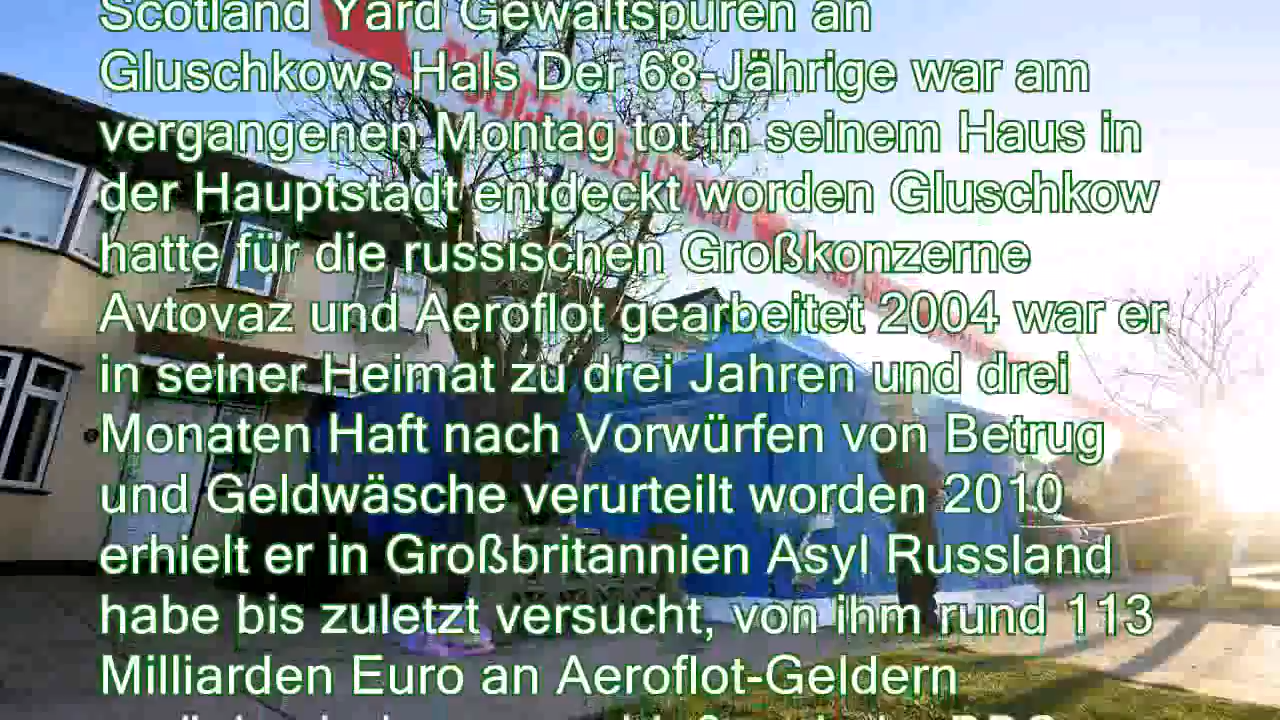 Scotland Yard Gewaltspuren an
Gluschkows Hals Der 68-Jährige war am
vergangenen Montag tot in seinem Haus in
der Hauptstadt entdeckt worden Gluschkow
hatte für die russischen Großkonzerne
Avtovaz und Aeroflot gearbeitet 2004 war er
in seiner Heimat zu drei Jahren und drei
Monaten Haft nach Vorwürfen von Betrug
und Geldwäsche verurteilt worden 2010
erhielt er in Großbritannien Asyl Russland
habe bis zuletzt versucht, von ihm rund 113
Milliarden Euro an Aeroflot-Geldern